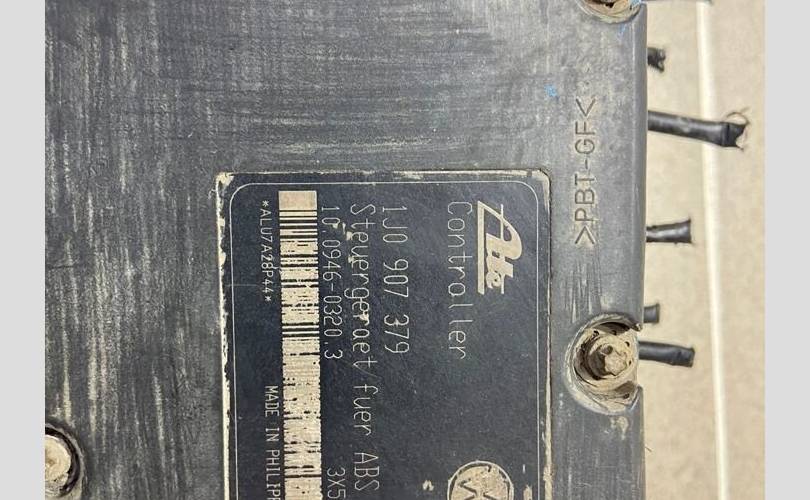 >PBT-GF<
Ate
Controller
1J0 907 379
Steuergeraet fuer ABS
10.0946-0320.3
3X5
*ALU7A28P44*
MADE IN PHILIPP